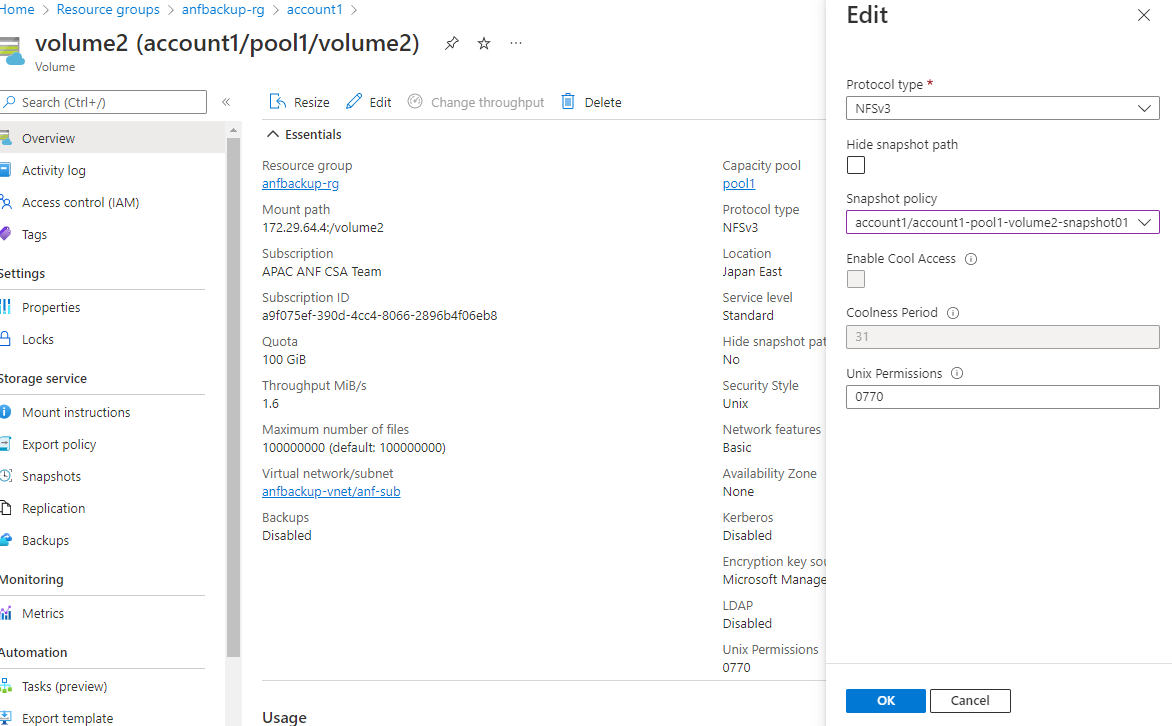 Home > Resource groups > anfbackup-rg > account1 >
volume2 (account1/pool1/volume2)
Volume
Search (Ctrl+/)
Overview
Activity log
Access control (IAM)
Tags
Settings
Properties
Locks
Storage service
Mount instructions
Export policy
Snapshots
Replication
Backups
Monitoring
Metrics
Automation
Tasks (preview)
Export template
Resize Edit Change throughput Delete
Essentials
Resource group
anfbackup-rg
Mount path
172.29.64.4:/volume2
Subscription
APAC ANF CSA Team
Subscription ID
a9f075ef-390d-4cc4-8066-2896b4f06eb8
Quota
100 GiB
Throughput MiB/s
1.6
Maximum number of files
100000000 (default: 100000000)
Virtual network/subnet
anfbackup-vnet/anf-sub
Backups
Disabled
Capacity pool
pool1
Protocol type
NFSv3
Location
Japan East
Service level
Standard
Hide snapshot pat
No
Security Style
Unix
Network features
Basic
Availability Zone
None
Kerberos
Disabled
Encryption key sou
Microsoft Manage
LDAP
Disabled
Unix Permissions
0770
Usage
Edit
Protocol type *
NFSv3
Hide snapshot path
Snapshot policy
account1/account1-pool1-volume2-snapshot01
Enable Cool Access
Coolness Period
31
Unix Permissions
0770
OK Cancel